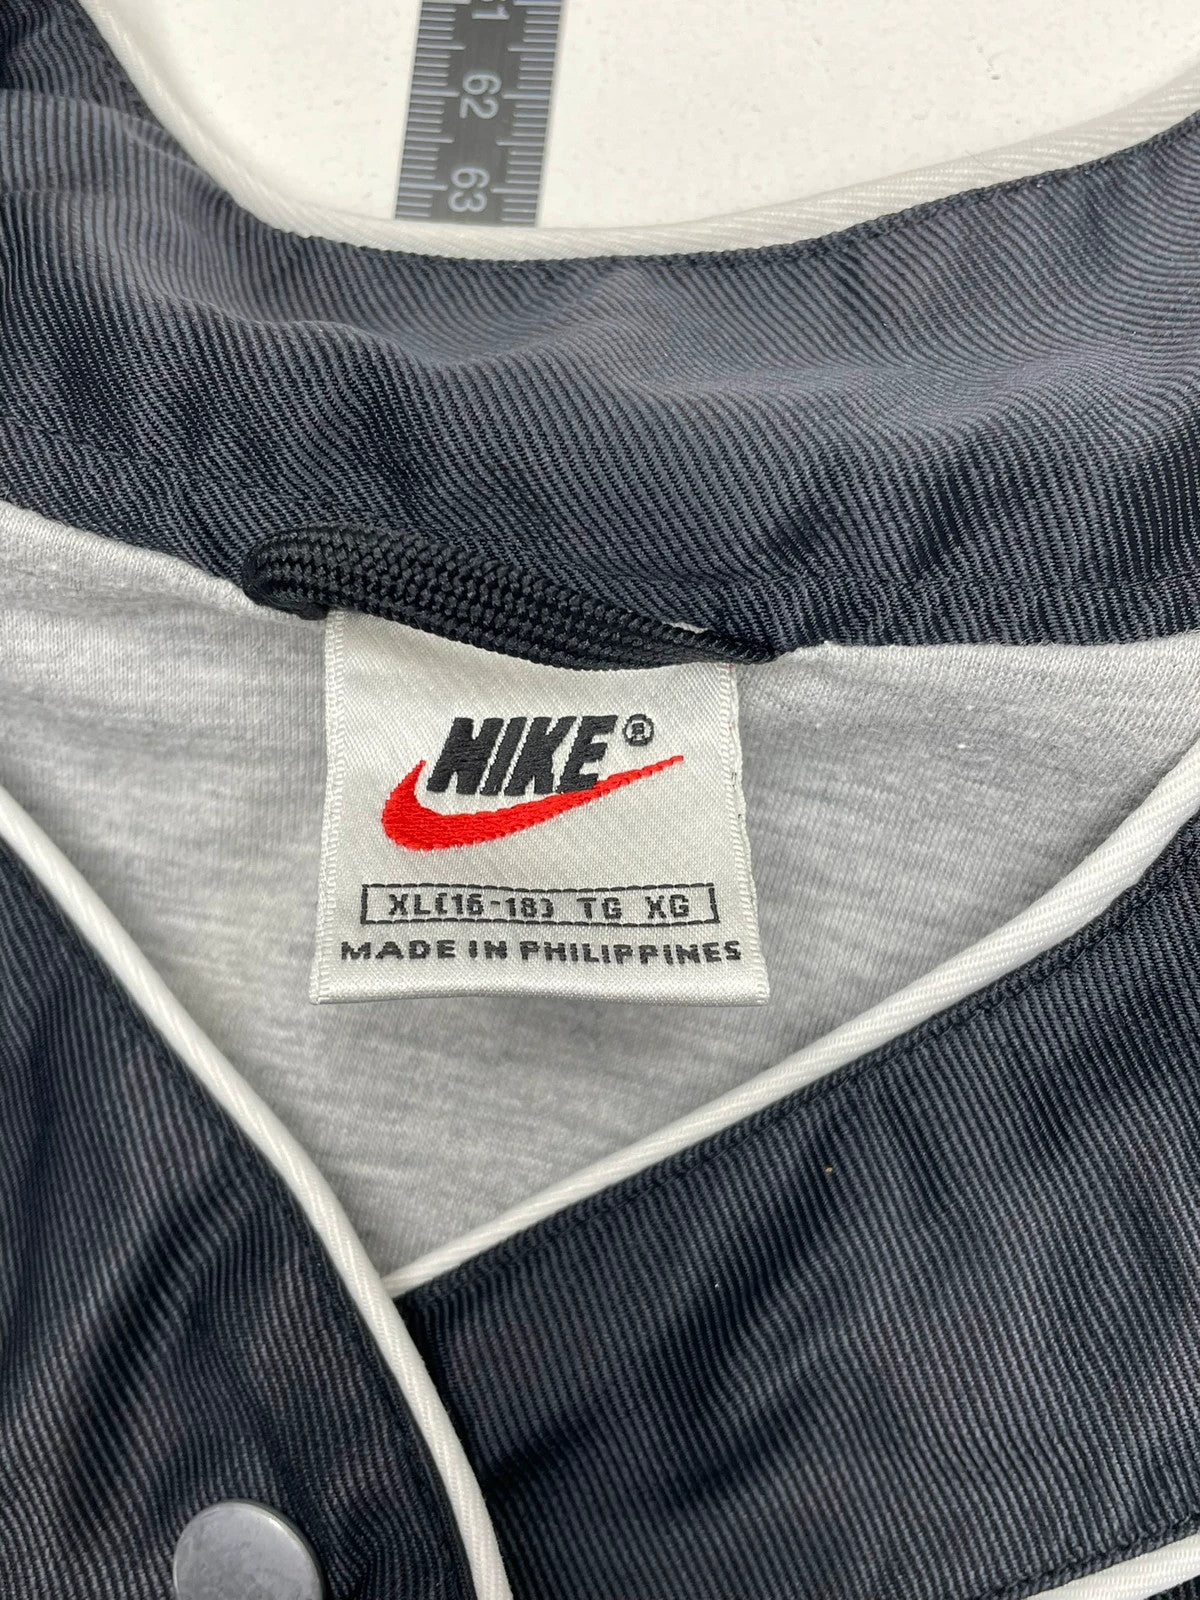 61
62
63
NIKE®
XL(16-18) TG XG
MADE IN PHILIPPINES